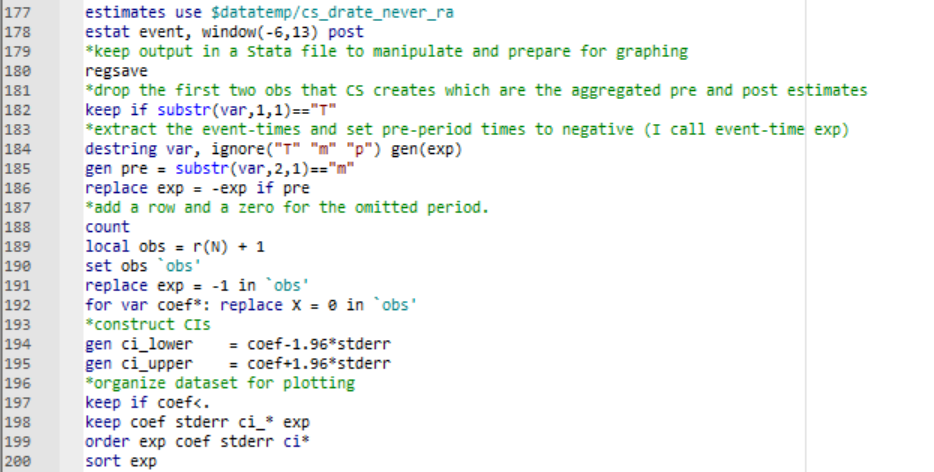 177 estimates use $datatemp/cs_drate_never_ra
178 estat event, window(-6,13) post
179 *keep output in a Stata file to manipulate and prepare for graphing
180 regsave
181 *drop the first two obs that CS creates which are the aggregated pre and post estimates
182 keep if substr(var,1,1)=="T"
183 *extract the event-times and set pre-period times to negative (I call event-time exp)
184 destring var, ignore("T" "m" "p") gen(exp)
185 gen pre = substr(var,2,1)=="m"
186 replace exp = -exp if pre
187 *add a row and a zero for the omitted period.
188 count
189 local obs = r(N) + 1
190 set obs `obs'
191 replace exp = -1 in `obs'
192 for var coef*: replace X = 0 in `obs'
193 *construct CIs
194 gen ci_lower    = coef-1.96*stderr
195 gen ci_upper    = coef+1.96*stderr
196 *organize dataset for plotting
197 keep if coef<.
198 keep coef stderr ci_* exp
199 order exp coef stderr ci*
200 sort exp